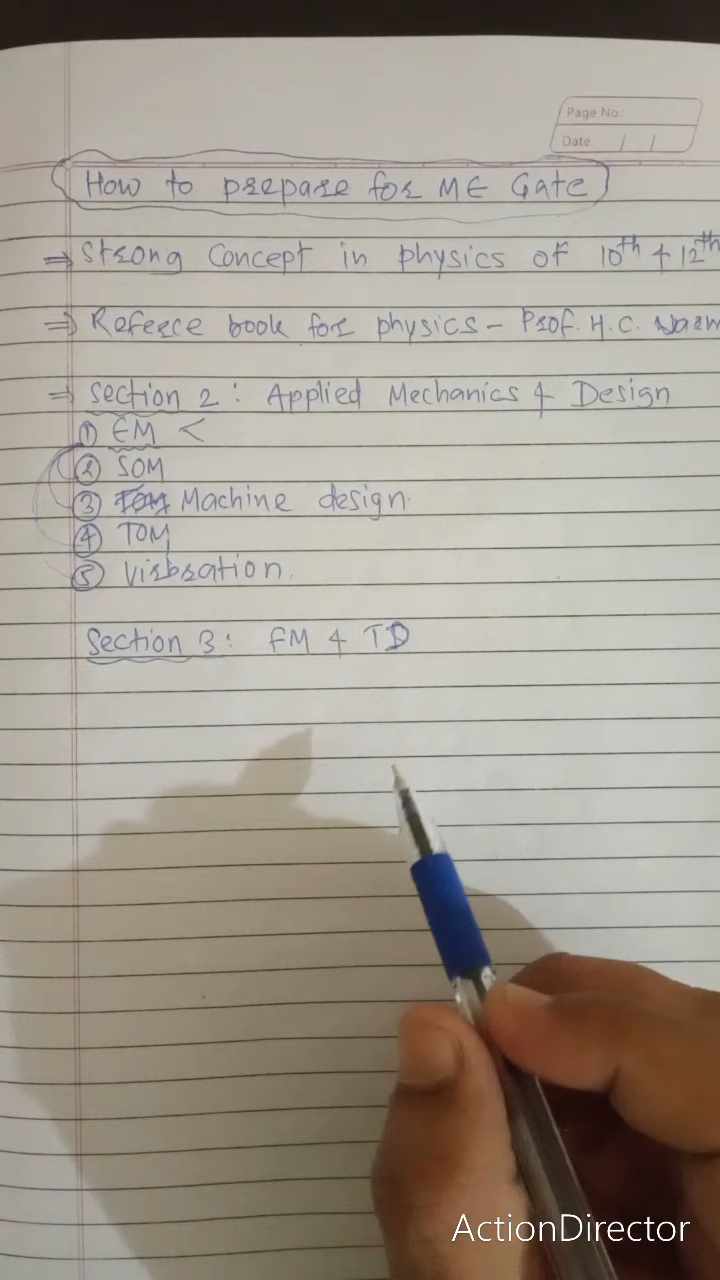 Page No.:
Date / /
How to prepare for ME Gate
⇒ Strong Concept in physics of 10th & 12th
⇒ Referce book for physics - Prof. H.C.
⇒ Section 2 : Applied Mechanics & Design
① EM <
② SOM
③ Machine design.
④ TOM
⑤ Visbration.
Section 3 : FM & TD
ActionDirector